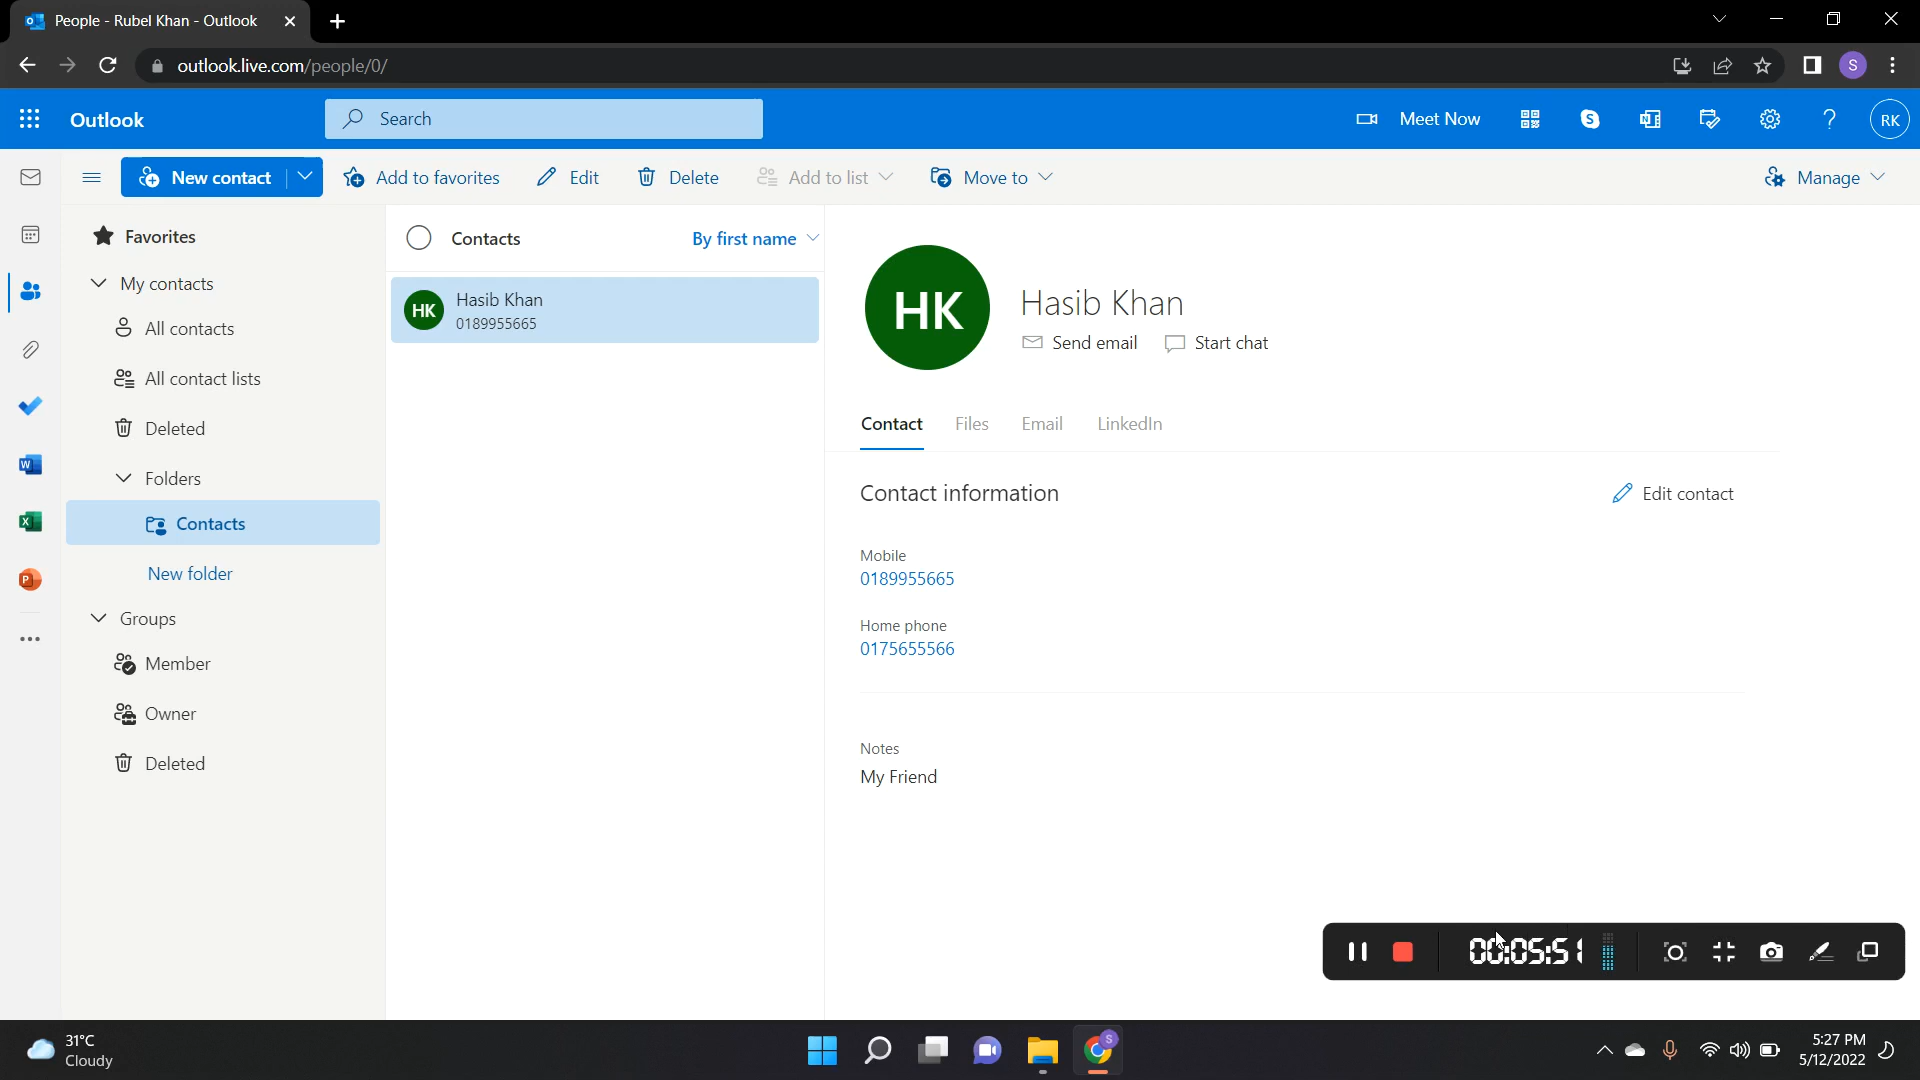 People - Rubel Khan - Outlook
outlook.live.com/people/0/
S
Outlook
Search
Meet Now
RK
New contact
Add to favorites
Edit
Delete
Add to list
Move to
Manage
Favorites
My contacts
All contacts
All contact lists
Deleted
Folders
Contacts
New folder
Groups
Member
Owner
Deleted
Contacts
By first name
HK
Hasib Khan
0189955665
HK
Hasib Khan
Send email
Start chat
Contact
Files
Email
LinkedIn
Contact information
Edit contact
Mobile
0189955665
Home phone
0175655566
Notes
My Friend
00:05:51
31°C
Cloudy
5:27 PM
5/12/2022